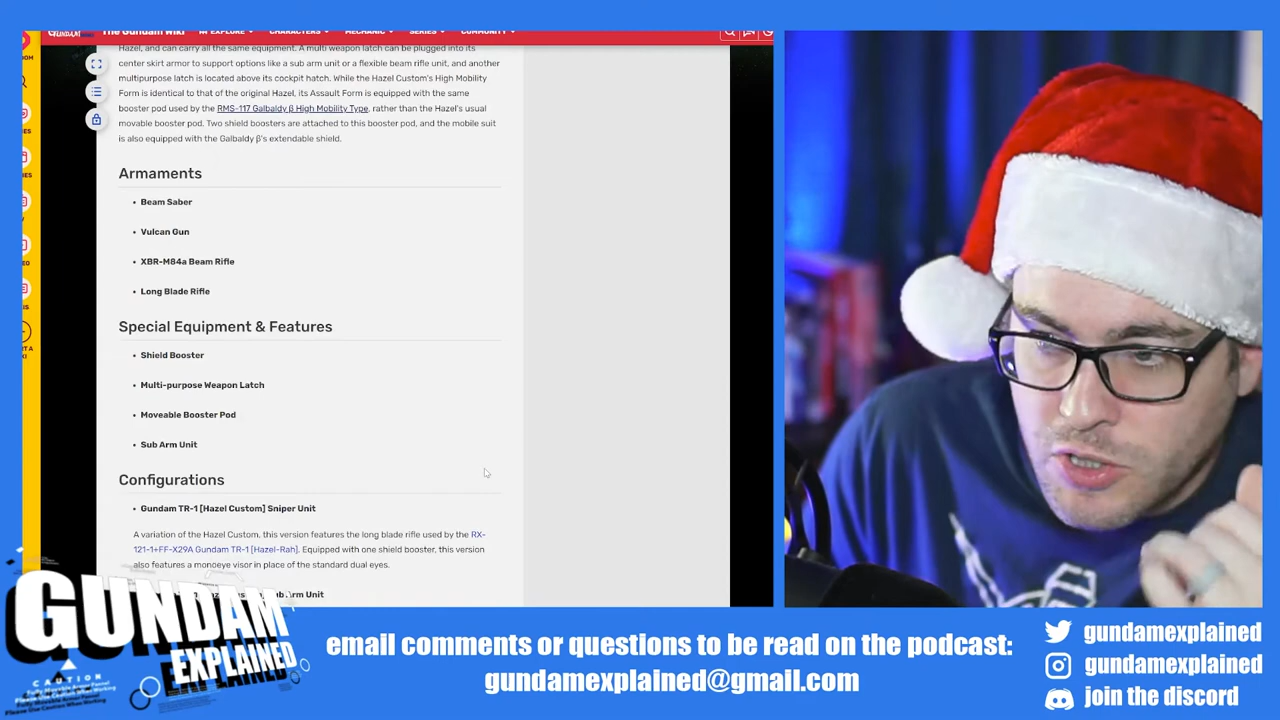 The Gundam Wiki
EXPLORE
CHARACTERS
MECHANIC
SERIES
COMMUNITY
Hazel, and can carry all the same equipment. A multi weapon latch can be plugged into its
center skirt armor to support options like a sub arm unit or a flexible beam rifle unit, and another
multipurpose latch is located above its cockpit hatch. While the Hazel Custom's High Mobility
Form is identical to that of the original Hazel, its Assault Form is equipped with the same
booster pod used by the RMS-117 Galbaldy β High Mobility Type, rather than the Hazel's usual
movable booster pod. Two shield boosters are attached to this booster pod, and the mobile suit
is also equipped with the Galbaldy β's extendable shield.
Armaments
• Beam Saber
• Vulcan Gun
• XBR-M84a Beam Rifle
• Long Blade Rifle
Special Equipment & Features
• Shield Booster
• Multi-purpose Weapon Latch
• Moveable Booster Pod
• Sub Arm Unit
Configurations
• Gundam TR-1 [Hazel Custom] Sniper Unit
A variation of the Hazel Custom, this version features the long blade rifle used by the RX-
121-1+FF-X29A Gundam TR-1 [Hazel-Rah]. Equipped with one shield booster, this version
also features a monoeye visor in place of the standard dual eyes.
Arm Unit
GUNDAM
EXPLAINED
CAUTION
email comments or questions to be read on the podcast:
gundamexplained@gmail.com
gundamexplained
gundamexplained
join the discord